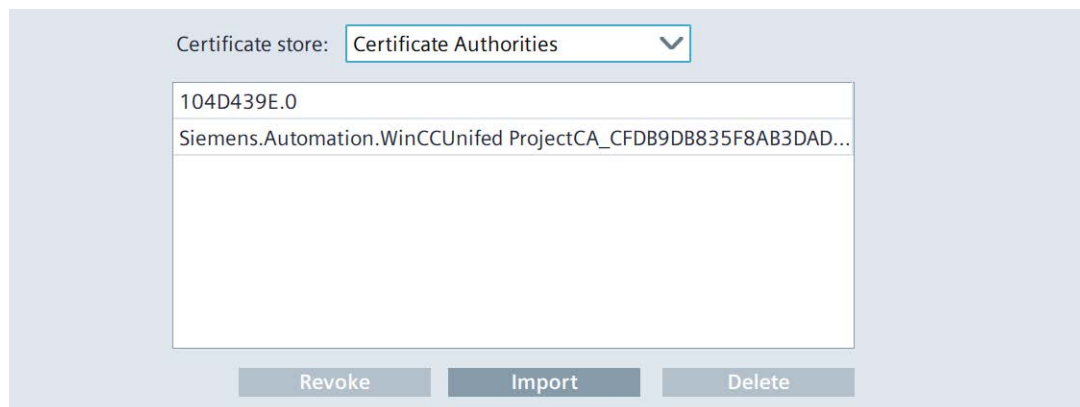 Certificate store: Certificate Authorities
104D439E.0
Siemens.Automation.WinCCUnifed ProjectCA_CFDB9DB835F8AB3DAD...
Revoke Import Delete